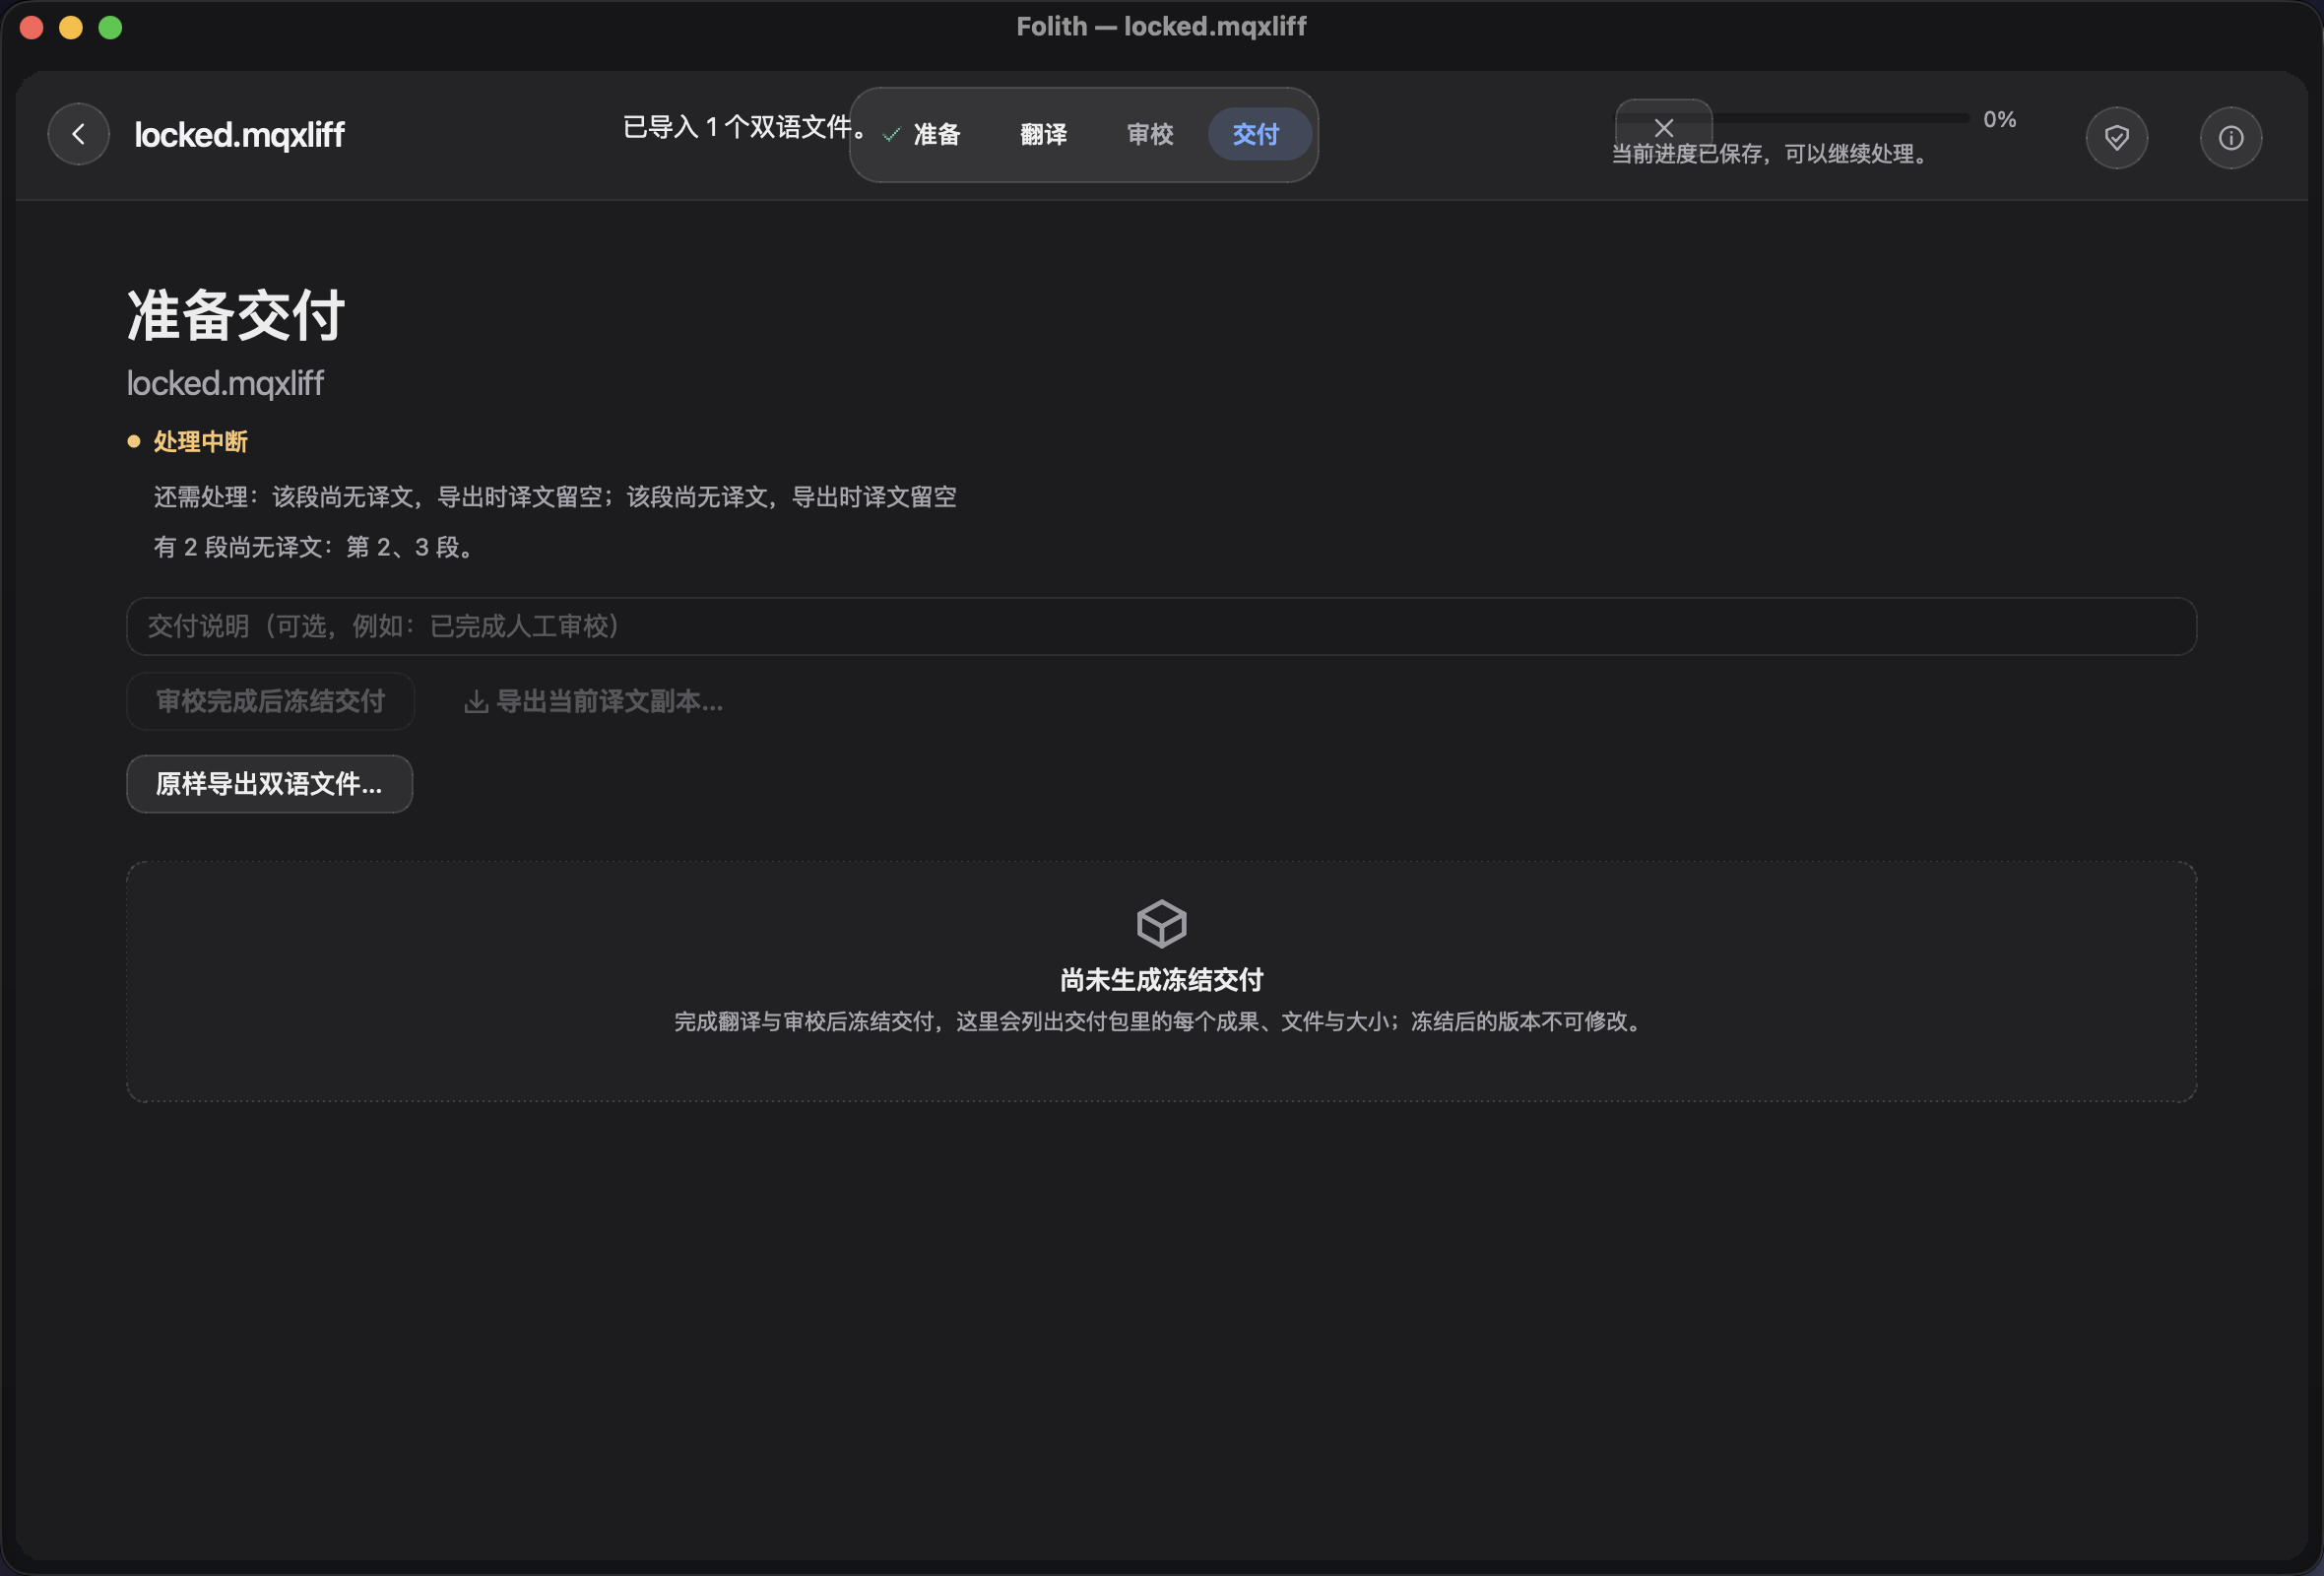 Folith — locked.mqxliff
locked.mqxliff
已导入 1 个双语文件。
准备
翻译
审校
交付
0%
当前进度已保存，可以继续处理。
准备交付
locked.mqxliff
处理中断
还需处理：该段尚无译文，导出时译文留空；该段尚无译文，导出时译文留空
有 2 段尚无译文：第 2、3 段。
交付说明（可选，例如：已完成人工审校）
审校完成后冻结交付
导出当前译文副本...
原样导出双语文件...
尚未生成冻结交付
完成翻译与审校后冻结交付，这里会列出交付包里的每个成果、文件与大小；冻结后的版本不可修改。